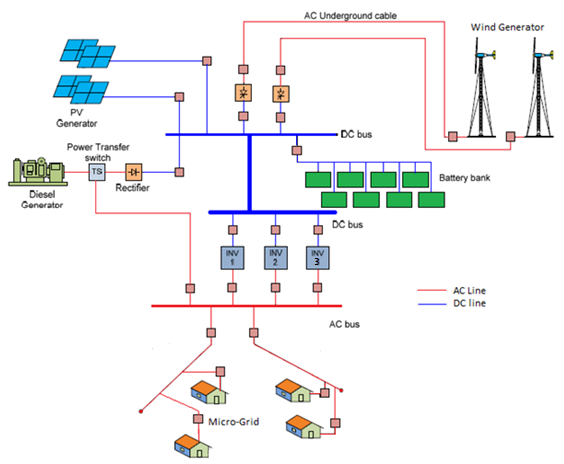 AC Underground cable
Wind Generator
PV
Generator
DC bus
Power Transfer
switch
TS
Rectifier
Diesel
Generator
Battery bank
DC bus
INV
1
INV
2
INV
3
AC Line
DC line
AC bus
Micro-Grid